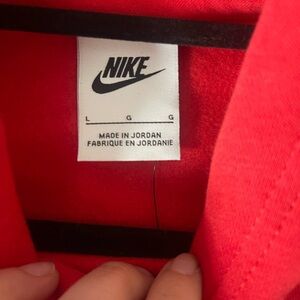 NIKE
L G G
MADE IN JORDAN
FABRIQUE EN JORDANIE